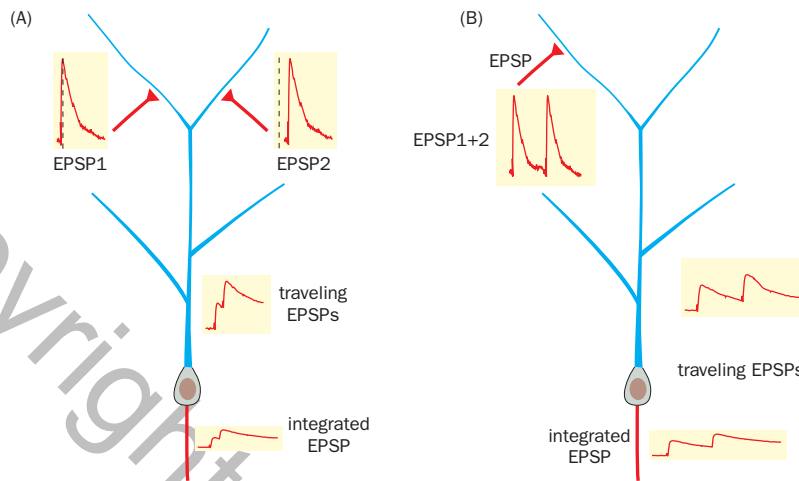 (A)
EPSP1
EPSP2
traveling
EPSPs
integrated
EPSP
(B)
EPSP
EPSP1+2
traveling EPSPs
integrated
EPSP